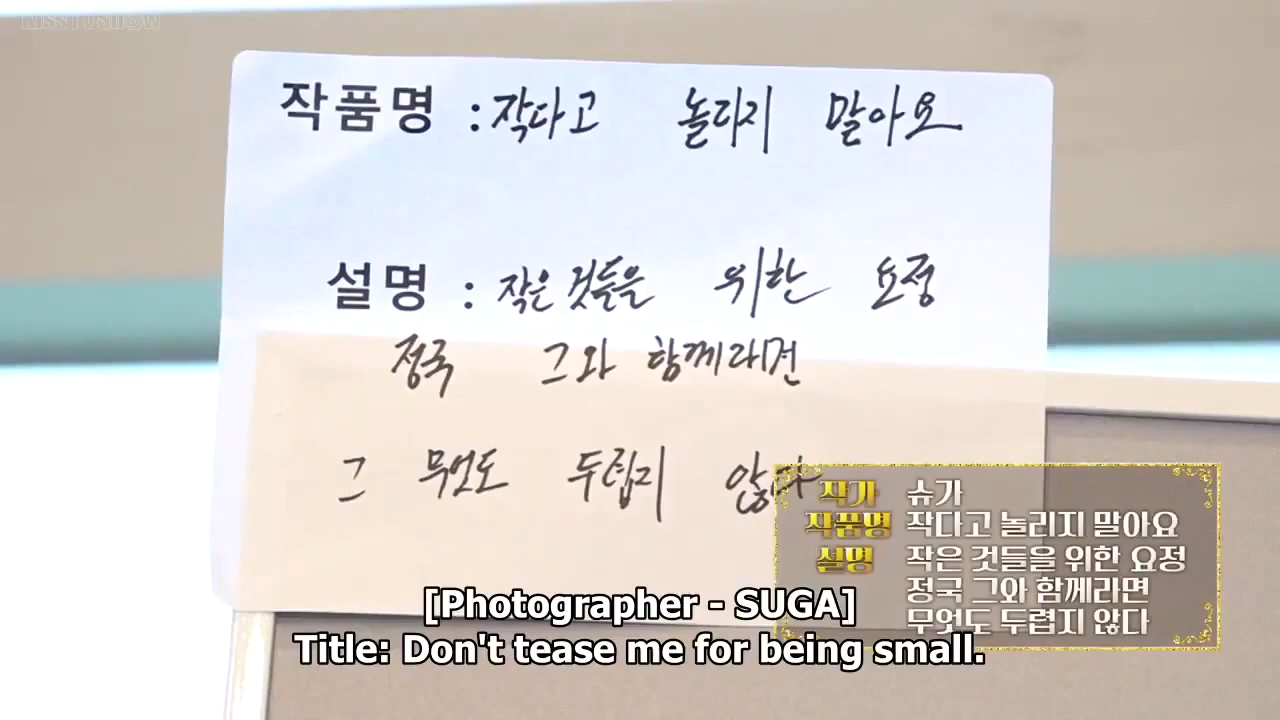 KISSTVSHOW
작품명 : 작다고 놀리지 말아요
설명 : 작은 것들을 위한 요정
정국 그와 함께라면
그 무엇도 두렵지 않다
작가 슈가
작품명 작다고 놀리지 말아요
설명 작은 것들을 위한 요정
정국 그와 함께라면
무엇도 두렵지 않다
[Photographer - SUGA]
Title: Don't tease me for being small.